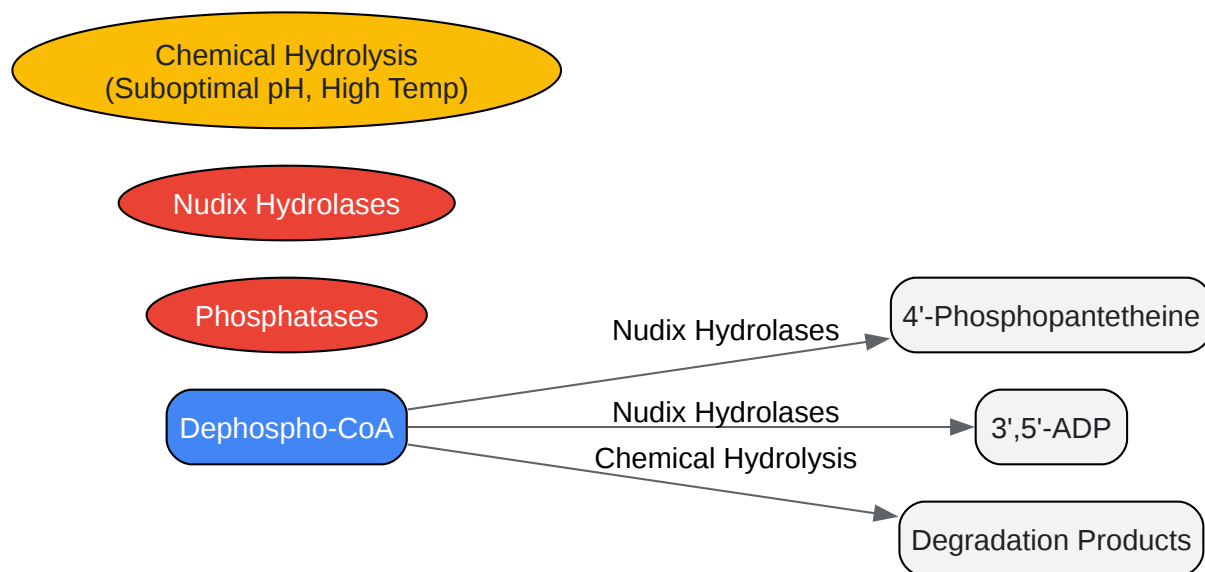 Chemical Hydrolysis
(Suboptimal pH, High Temp)
Nudix Hydrolases
Phosphatases
Dephospho-CoA
Nudix Hydrolases
Nudix Hydrolases
Chemical Hydrolysis
4'-Phosphopantetheine
3',5'-ADP
Degradation Products